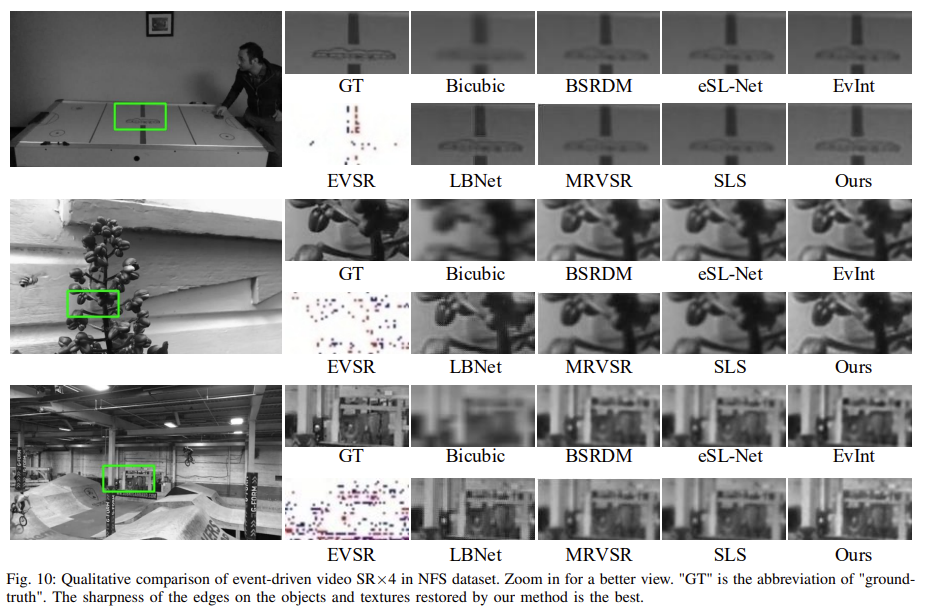 GT Bicubic BSRDM eSL-Net EvInt
EVSR LBNet MRVSR SLS Ours
GT Bicubic BSRDM eSL-Net EvInt
EVSR LBNet MRVSR SLS Ours
GT Bicubic BSRDM eSL-Net EvInt
EVSR LBNet MRVSR SLS Ours
Fig. 10: Qualitative comparison of event-driven video SR×4 in NFS dataset. Zoom in for a better view. "GT" is the abbreviation of "ground-
truth". The sharpness of the edges on the objects and textures restored by our method is the best.